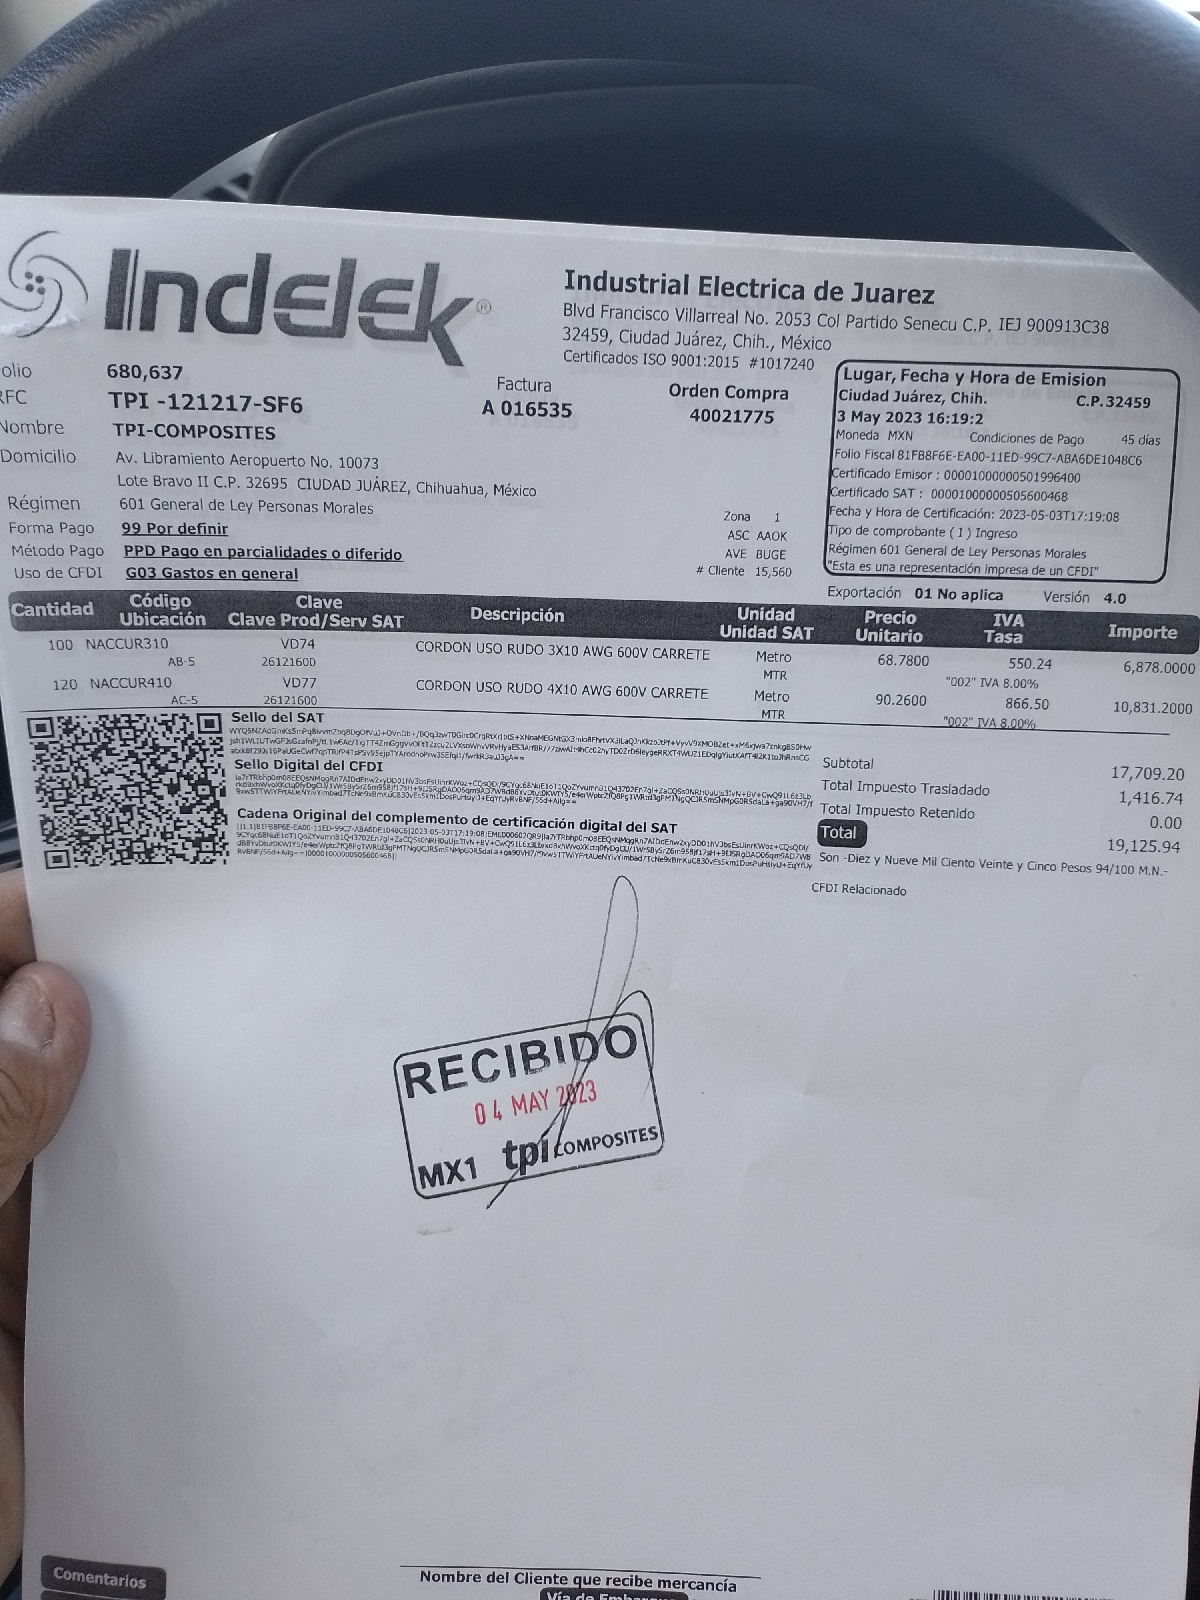 Indelek®
Industrial Electrica de Juarez
Blvd Francisco Villarreal No. 2053 Col Partido Senecu C.P. IEJ 900913C38
32459, Ciudad Juárez, Chih., México
Certificados ISO 9001:2015 #1017240
olio 680,637
RFC TPI -121217-SF6
Nombre TPI-COMPOSITES
Domicilio Av. Libramiento Aeropuerto No. 10073
Lote Bravo II C.P. 32695 CIUDAD JUÁREZ, Chihuahua, México
Régimen 601 General de Ley Personas Morales
Forma Pago 99 Por definir
Método Pago PPD Pago en parcialidades o diferido
Uso de CFDI G03 Gastos en general
Factura
A 016535
Orden Compra
40021775
Zona 1
ASC AAOK
AVE BUGE
# Cliente 15,560
Lugar, Fecha y Hora de Emision
Ciudad Juárez, Chih. C.P.32459
3 May 2023 16:19:2
Moneda MXN Condiciones de Pago 45 días
Folio Fiscal 81FB8F6E-EA00-11ED-99C7-ABA6DE1048C6
Certificado Emisor : 00001000000501996400
Certificado SAT : 00001000000505600468
Fecha y Hora de Certificación: 2023-05-03T17:19:08
Tipo de comprobante ( I ) Ingreso
Régimen 601 General de Ley Personas Morales
"Esta es una representación impresa de un CFDI"
Exportación 01 No aplica Versión 4.0
Cantidad Código Ubicación Clave Clave Prod/Serv SAT Descripción Unidad Unidad SAT Precio Unitario IVA Tasa Importe
100 NACCUR310 VD74 CORDON USO RUDO 3X10 AWG 600V CARRETE Metro 68.7800 550.24 6,878.0000
AB-5 26121600 MTR "002" IVA 8.00%
120 NACCUR410 VD77 CORDON USO RUDO 4X10 AWG 600V CARRETE Metro 90.2600 866.50 10,831.2000
AC-5 26121600 MTR "002" IVA 8.00%
Sello del SAT
Sello Digital del CFDI
Cadena Original del complemento de certificación digital del SAT
Subtotal 17,709.20
Total Impuesto Trasladado 1,416.74
Total Impuesto Retenido 0.00
Total 19,125.94
Son -Diez y Nueve Mil Ciento Veinte y Cinco Pesos 94/100 M.N.-
CFDI Relacionado
RECIBIDO
04 MAY 2023
MX1 tpi COMPOSITES
Comentarios
Nombre del Cliente que recibe mercancía
Vía de Embarque